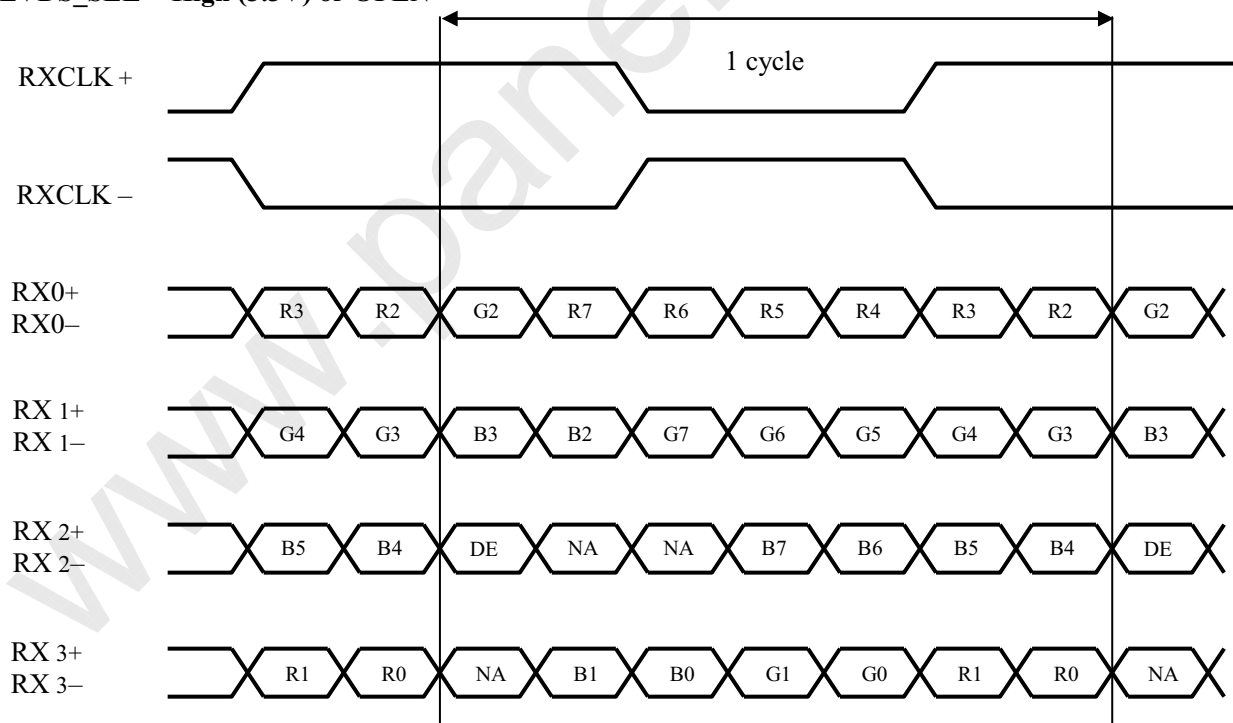 High (3.3V) or OPEN
1 cycle
RXCLK +
RXCLK –
RX0+
RX0–
R3 R2 G2 R7 R6 R5 R4 R3 R2 G2
RX 1+
RX 1–
G4 G3 B3 B2 G7 G6 G5 G4 G3 B3
RX 2+
RX 2–
B5 B4 DE NA NA B7 B6 B5 B4 DE
RX 3+
RX 3–
R1 R0 NA B1 B0 G1 G0 R1 R0 NA
www.pane